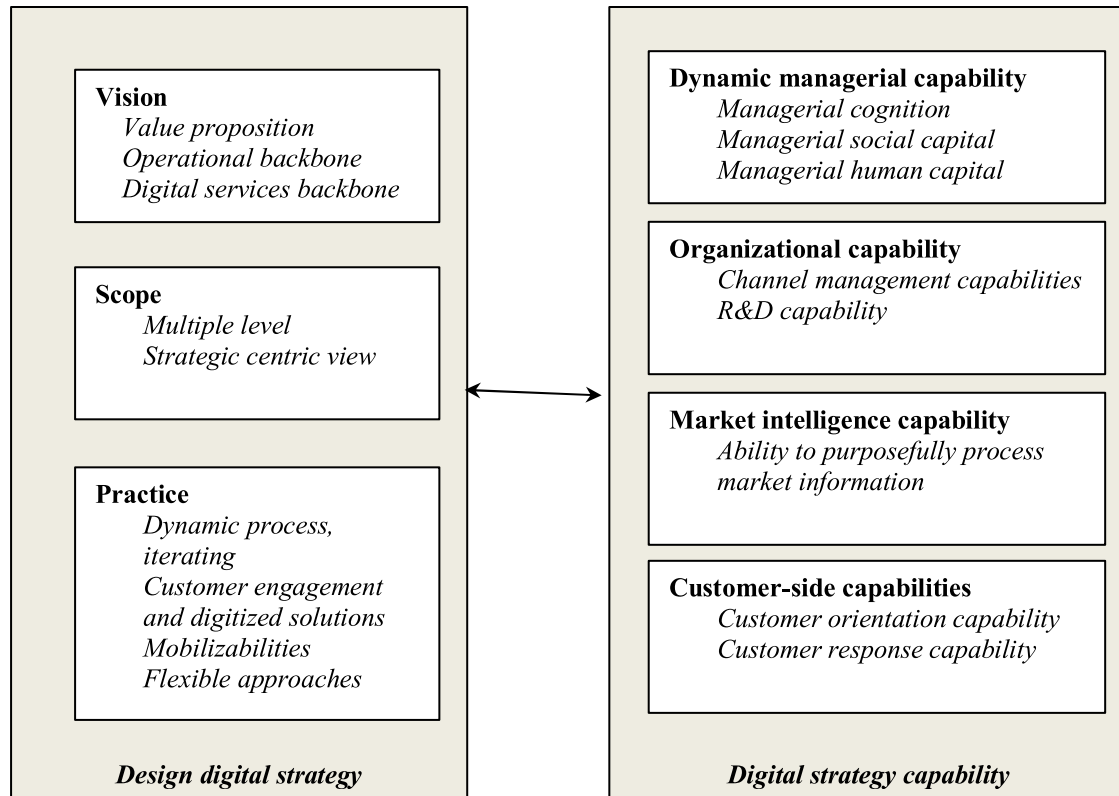 Vision
Value proposition
Operational backbone
Digital services backbone
Scope
Multiple level
Strategic centric view
Practice
Dynamic process,
iterating
Customer engagement
and digitized solutions
Mobilizabilities
Flexible approaches
Design digital strategy
Dynamic managerial capability
Managerial cognition
Managerial social capital
Managerial human capital
Organizational capability
Channel management capabilities
R&D capability
Market intelligence capability
Ability to purposefully process
market information
Customer-side capabilities
Customer orientation capability
Customer response capability
Digital strategy capability